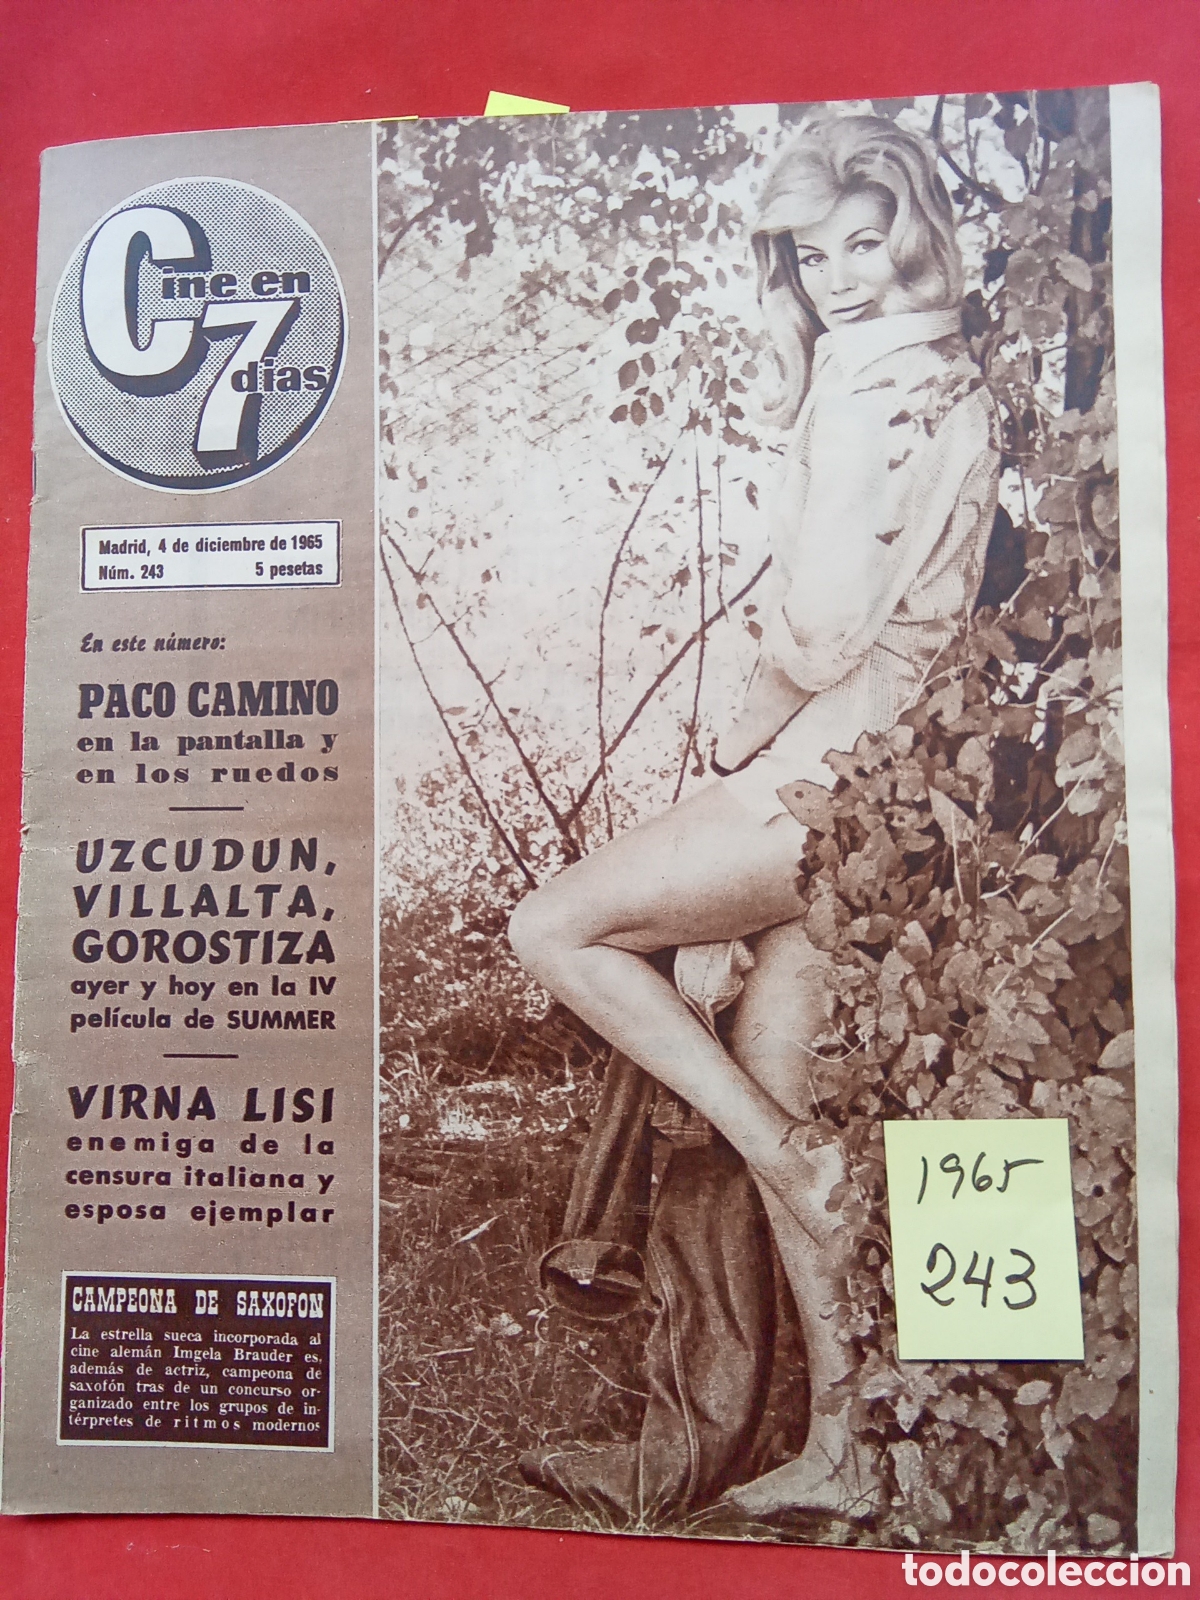 Cine en
7
dias
Madrid, 4 de diciembre de 1965
Núm. 243 5 pesetas
En este número:
PACO CAMINO
en la pantalla y
en los ruedos
UZCUDUN,
VILLALTA,
GOROSTIZA
ayer y hoy en la IV
película de SUMMER
VIRNA LISI
enemiga de la
censura italiana y
esposa ejemplar
CAMPEONA DE SAXOFON
La estrella sueca incorporada al
cine alemán Imgela Brauder es,
además de actriz, campeona de
saxofón tras de un concurso or-
ganizado entre los grupos de in-
térpretes de ritmos modernos
1965
243
todocoleccion